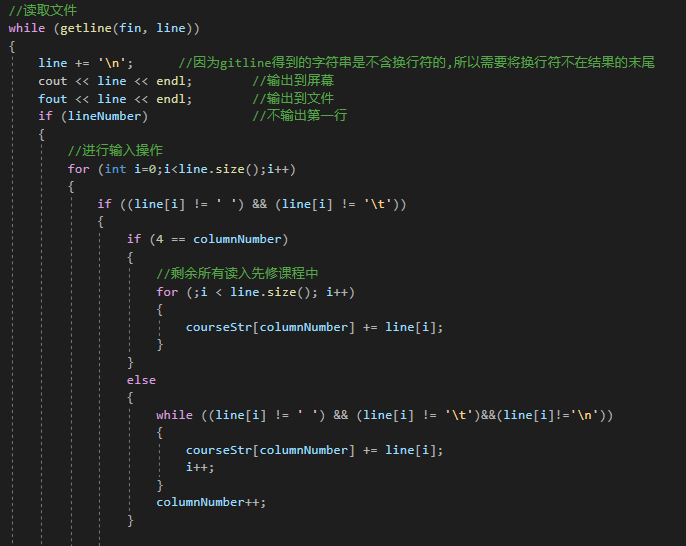 //读取文件
while (getline(fin, line))
{
    line += '\n';      //因为gitline得到的字符串是不含换行符的,所以需要将换行符不在结果的末尾
    cout << line << endl;        //输出到屏幕
    fout << line << endl;        //输出到文件
    if (lineNumber)              //不输出第一行
    {
        //进行输入操作
        for (int i=0;i<line.size();i++)
        {
            if ((line[i] != ' ') && (line[i] != '\t'))
            {
                if (4 == columnNumber)
                {
                    //剩余所有读入先修课程中
                    for (;i < line.size(); i++)
                    {
                        courseStr[columnNumber] += line[i];
                    }
                }
                else
                {
                    while ((line[i] != ' ') && (line[i] != '\t')&&(line[i]!='\n'))
                    {
                        courseStr[columnNumber] += line[i];
                        i++;
                    }
                    columnNumber++;
                }